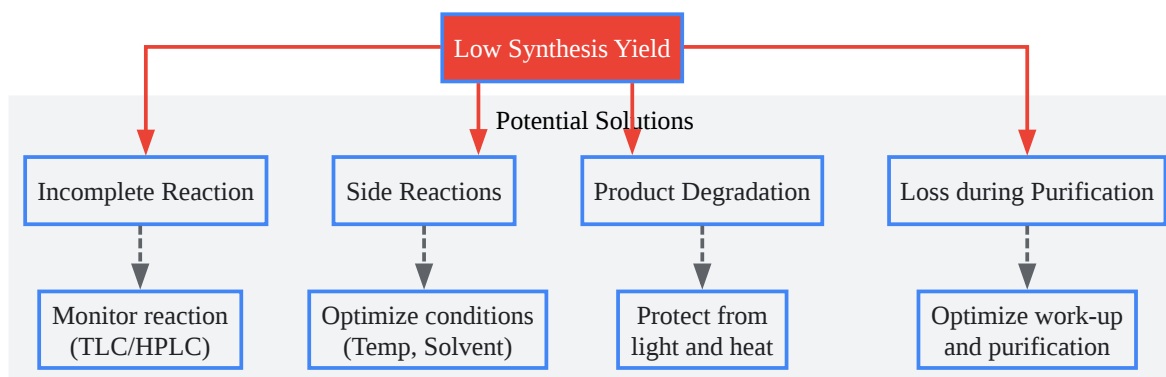 Low Synthesis Yield
Potential Solutions
Incomplete Reaction
Side Reactions
Product Degradation
Loss during Purification
Monitor reaction
(TLC/HPLC)
Optimize conditions
(Temp, Solvent)
Protect from
light and heat
Optimize work-up
and purification